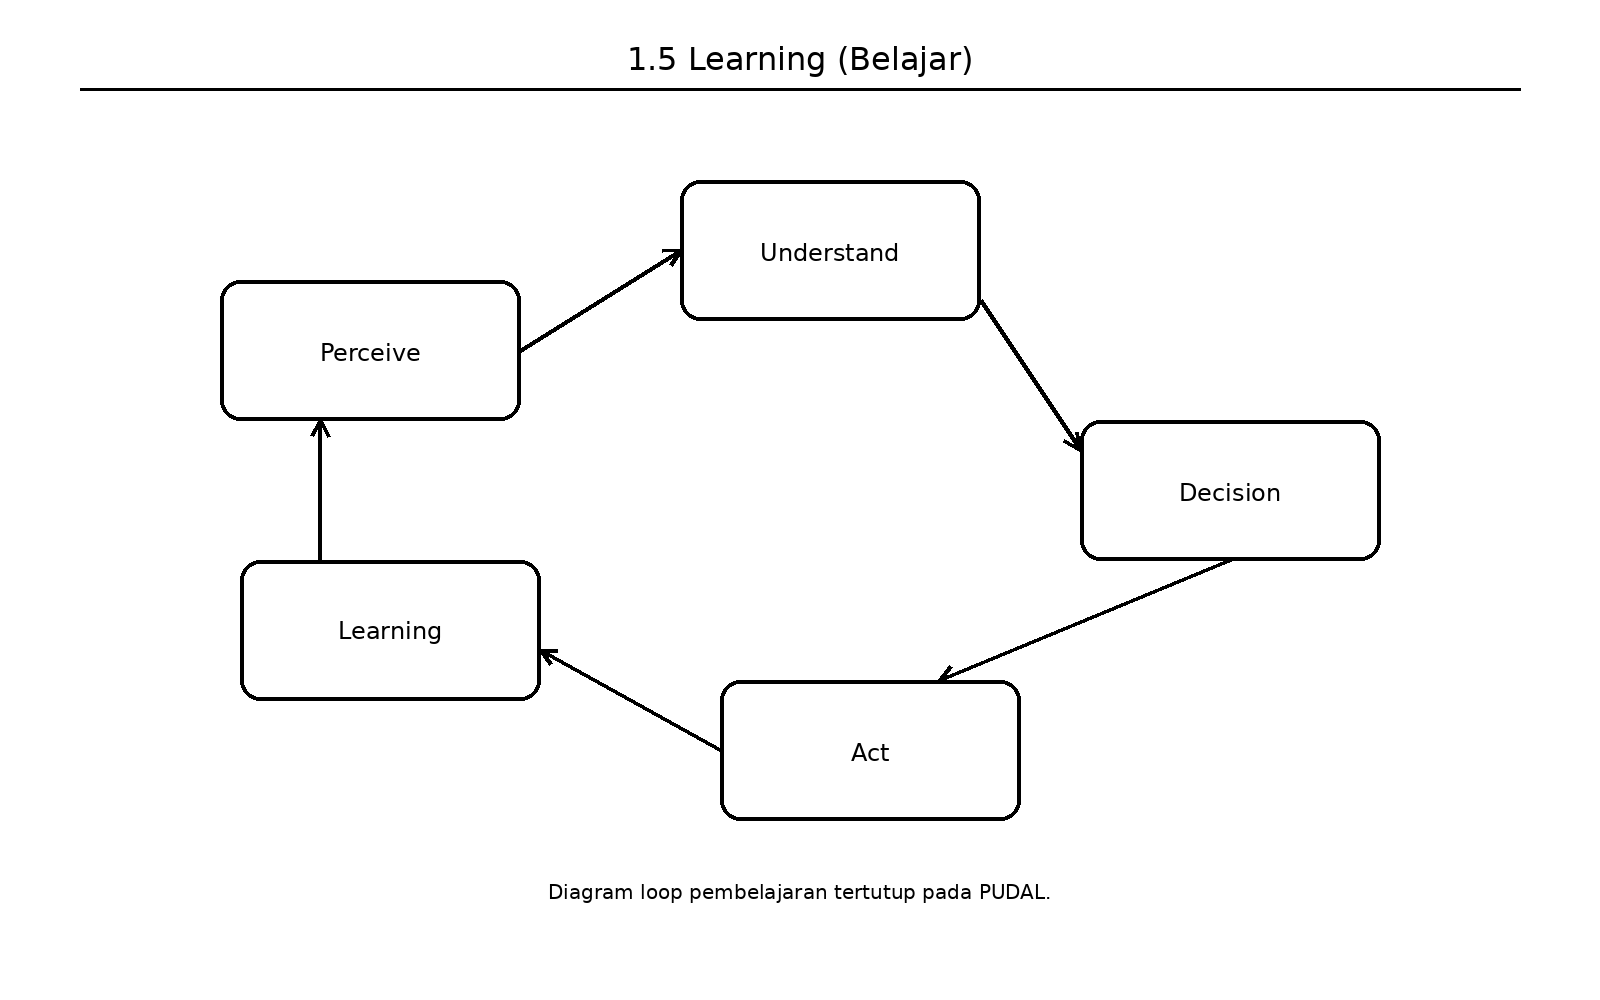 1.5 Learning (Belajar)
Understand
Perceive
Decision
Learning
Act
Diagram loop pembelajaran tertutup pada PUDAL.